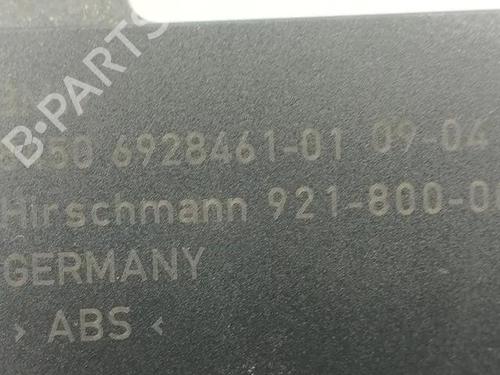 B-PARTS
6928461-01 09-04
Hirschmann 921-800-0
GERMANY
> ABS <